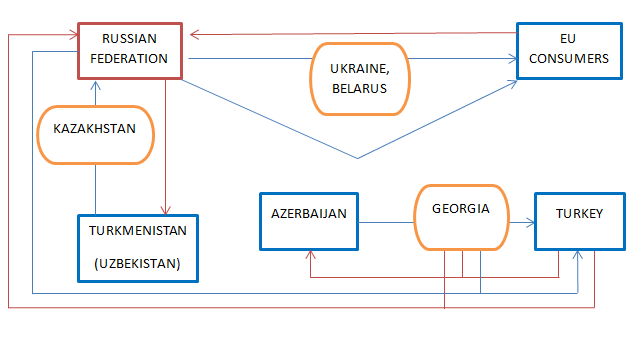 RUSSIAN
FEDERATION
EU
CONSUMERS
UKRAINE,
BELARUS
KAZAKHSTAN
AZERBAIJAN
GEORGIA
TURKEY
TURKMENISTAN
(UZBEKISTAN)